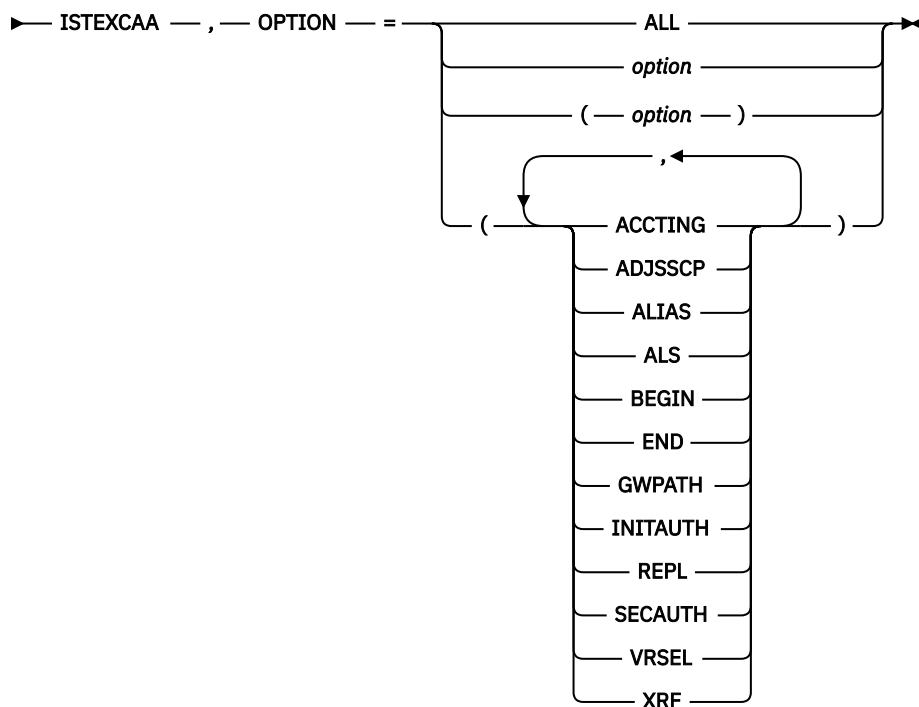 ISTEXCAA , OPTION = ALL
option
( option )
,
( ACCTING )
ADJSSCP
ALIAS
ALS
BEGIN
END
GWPATH
INITAUTH
REPL
SECAUTH
VRSEL
XRF